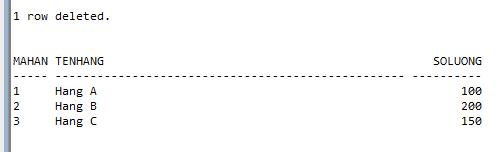 1 row deleted.
MAHAN TENHANG SOLUONG
----- -------------------------------------------------- ----------
1 Hang A 100
2 Hang B 200
3 Hang C 150